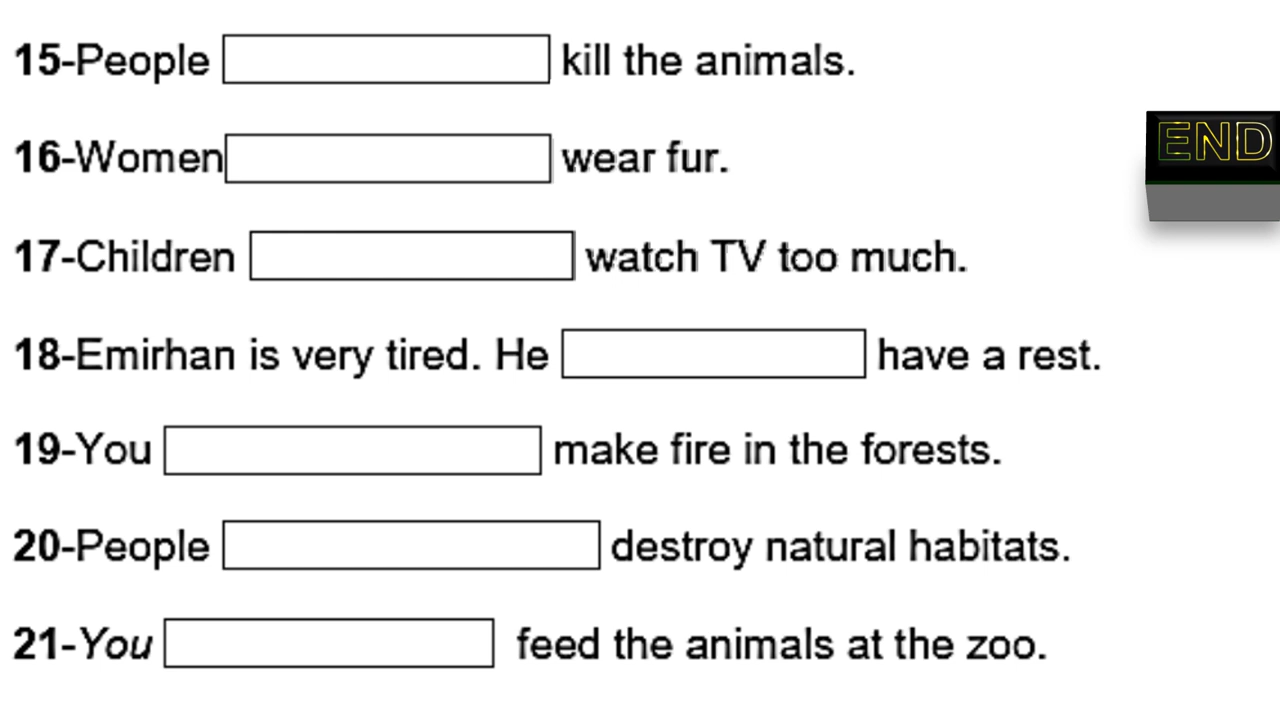 15-People kill the animals.
END
16-Women wear fur.
17-Children watch TV too much.
18-Emirhan is very tired. He have a rest.
19-You make fire in the forests.
20-People destroy natural habitats.
21-You feed the animals at the zoo.